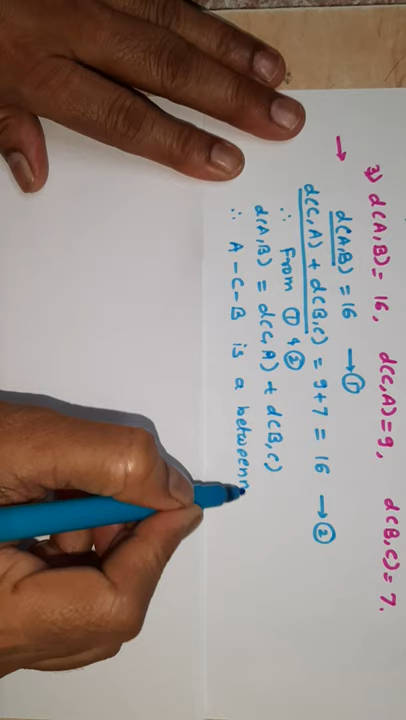 3) d(A,B) = 16, d(C,A) = 9, d(B,C) = 7.
→ d(A,B) = 16 → ①
d(C,A) + d(B,C) = 9+7 = 16 → ②
∴ From ① & ②
d(A,B) = d(C,A) + d(B,C)
∴ A - C - B is a betweenn